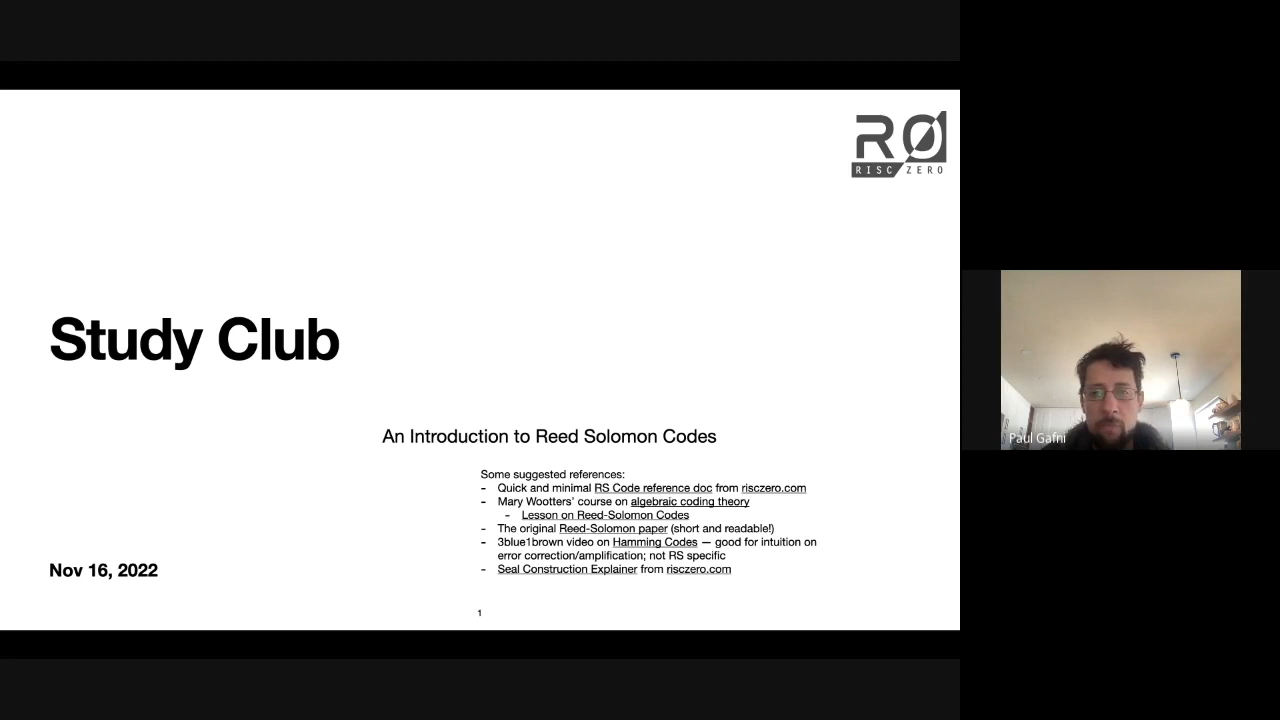 RO
RISC ZERO
Study Club
An Introduction to Reed Solomon Codes
Some suggested references:
- Quick and minimal RS Code reference doc from risczero.com
- Mary Wootters' course on algebraic coding theory
- Lesson on Reed-Solomon Codes
- The original Reed-Solomon paper (short and readable!)
- 3blue1brown video on Hamming Codes — good for intuition on
error correction/amplification; not RS specific
- Seal Construction Explainer from risczero.com
Nov 16, 2022
1
Paul Gafni